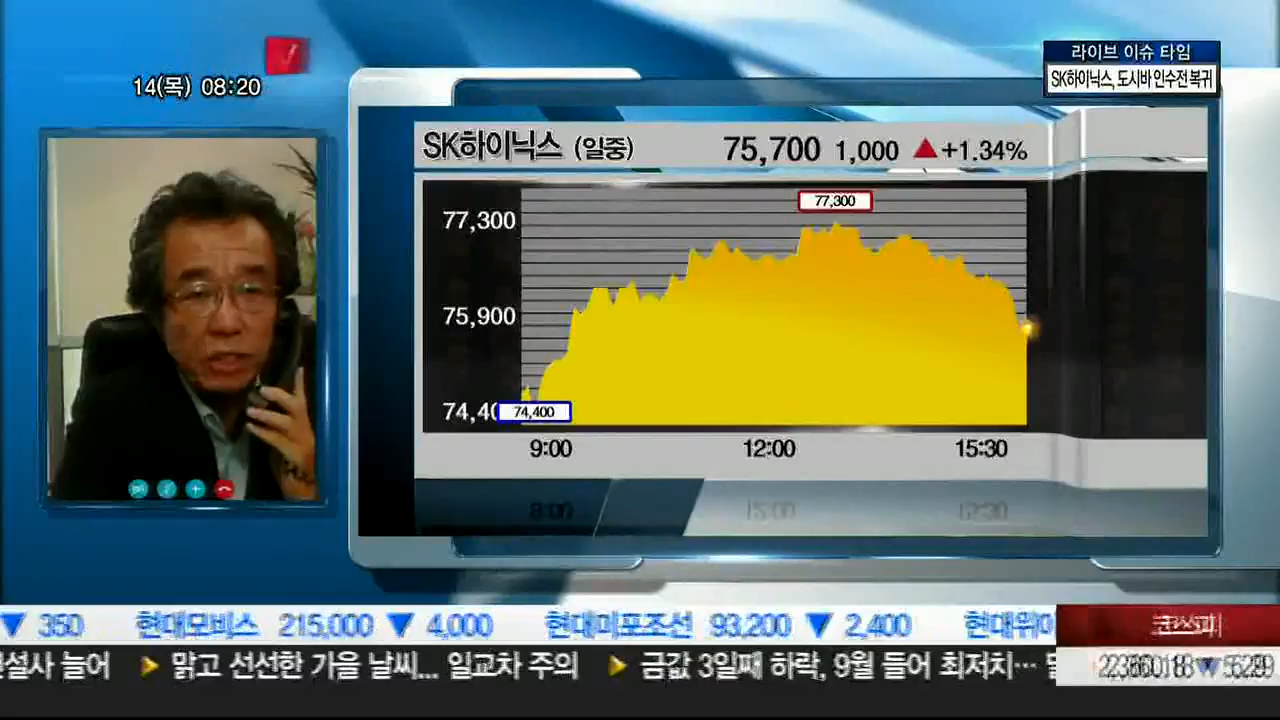 14(목) 08:20
라이브 이슈 타임
SK하이닉스, 도시바 인수전 복귀
SK하이닉스 (일중) 75,700 1,000 ▲+1.34%
77,300
77,300
75,900
74,400
9:00 12:00 15:30
▼ 350 현대모비스 215,000 ▼ 4,000 현대미포조선 93,200 ▼ 2,400 현대위아
늘어 ▶ 맑고 선선한 가을 날씨... 일교차 주의 ▶ 금값 3일째 하락, 9월 들어 최저치…